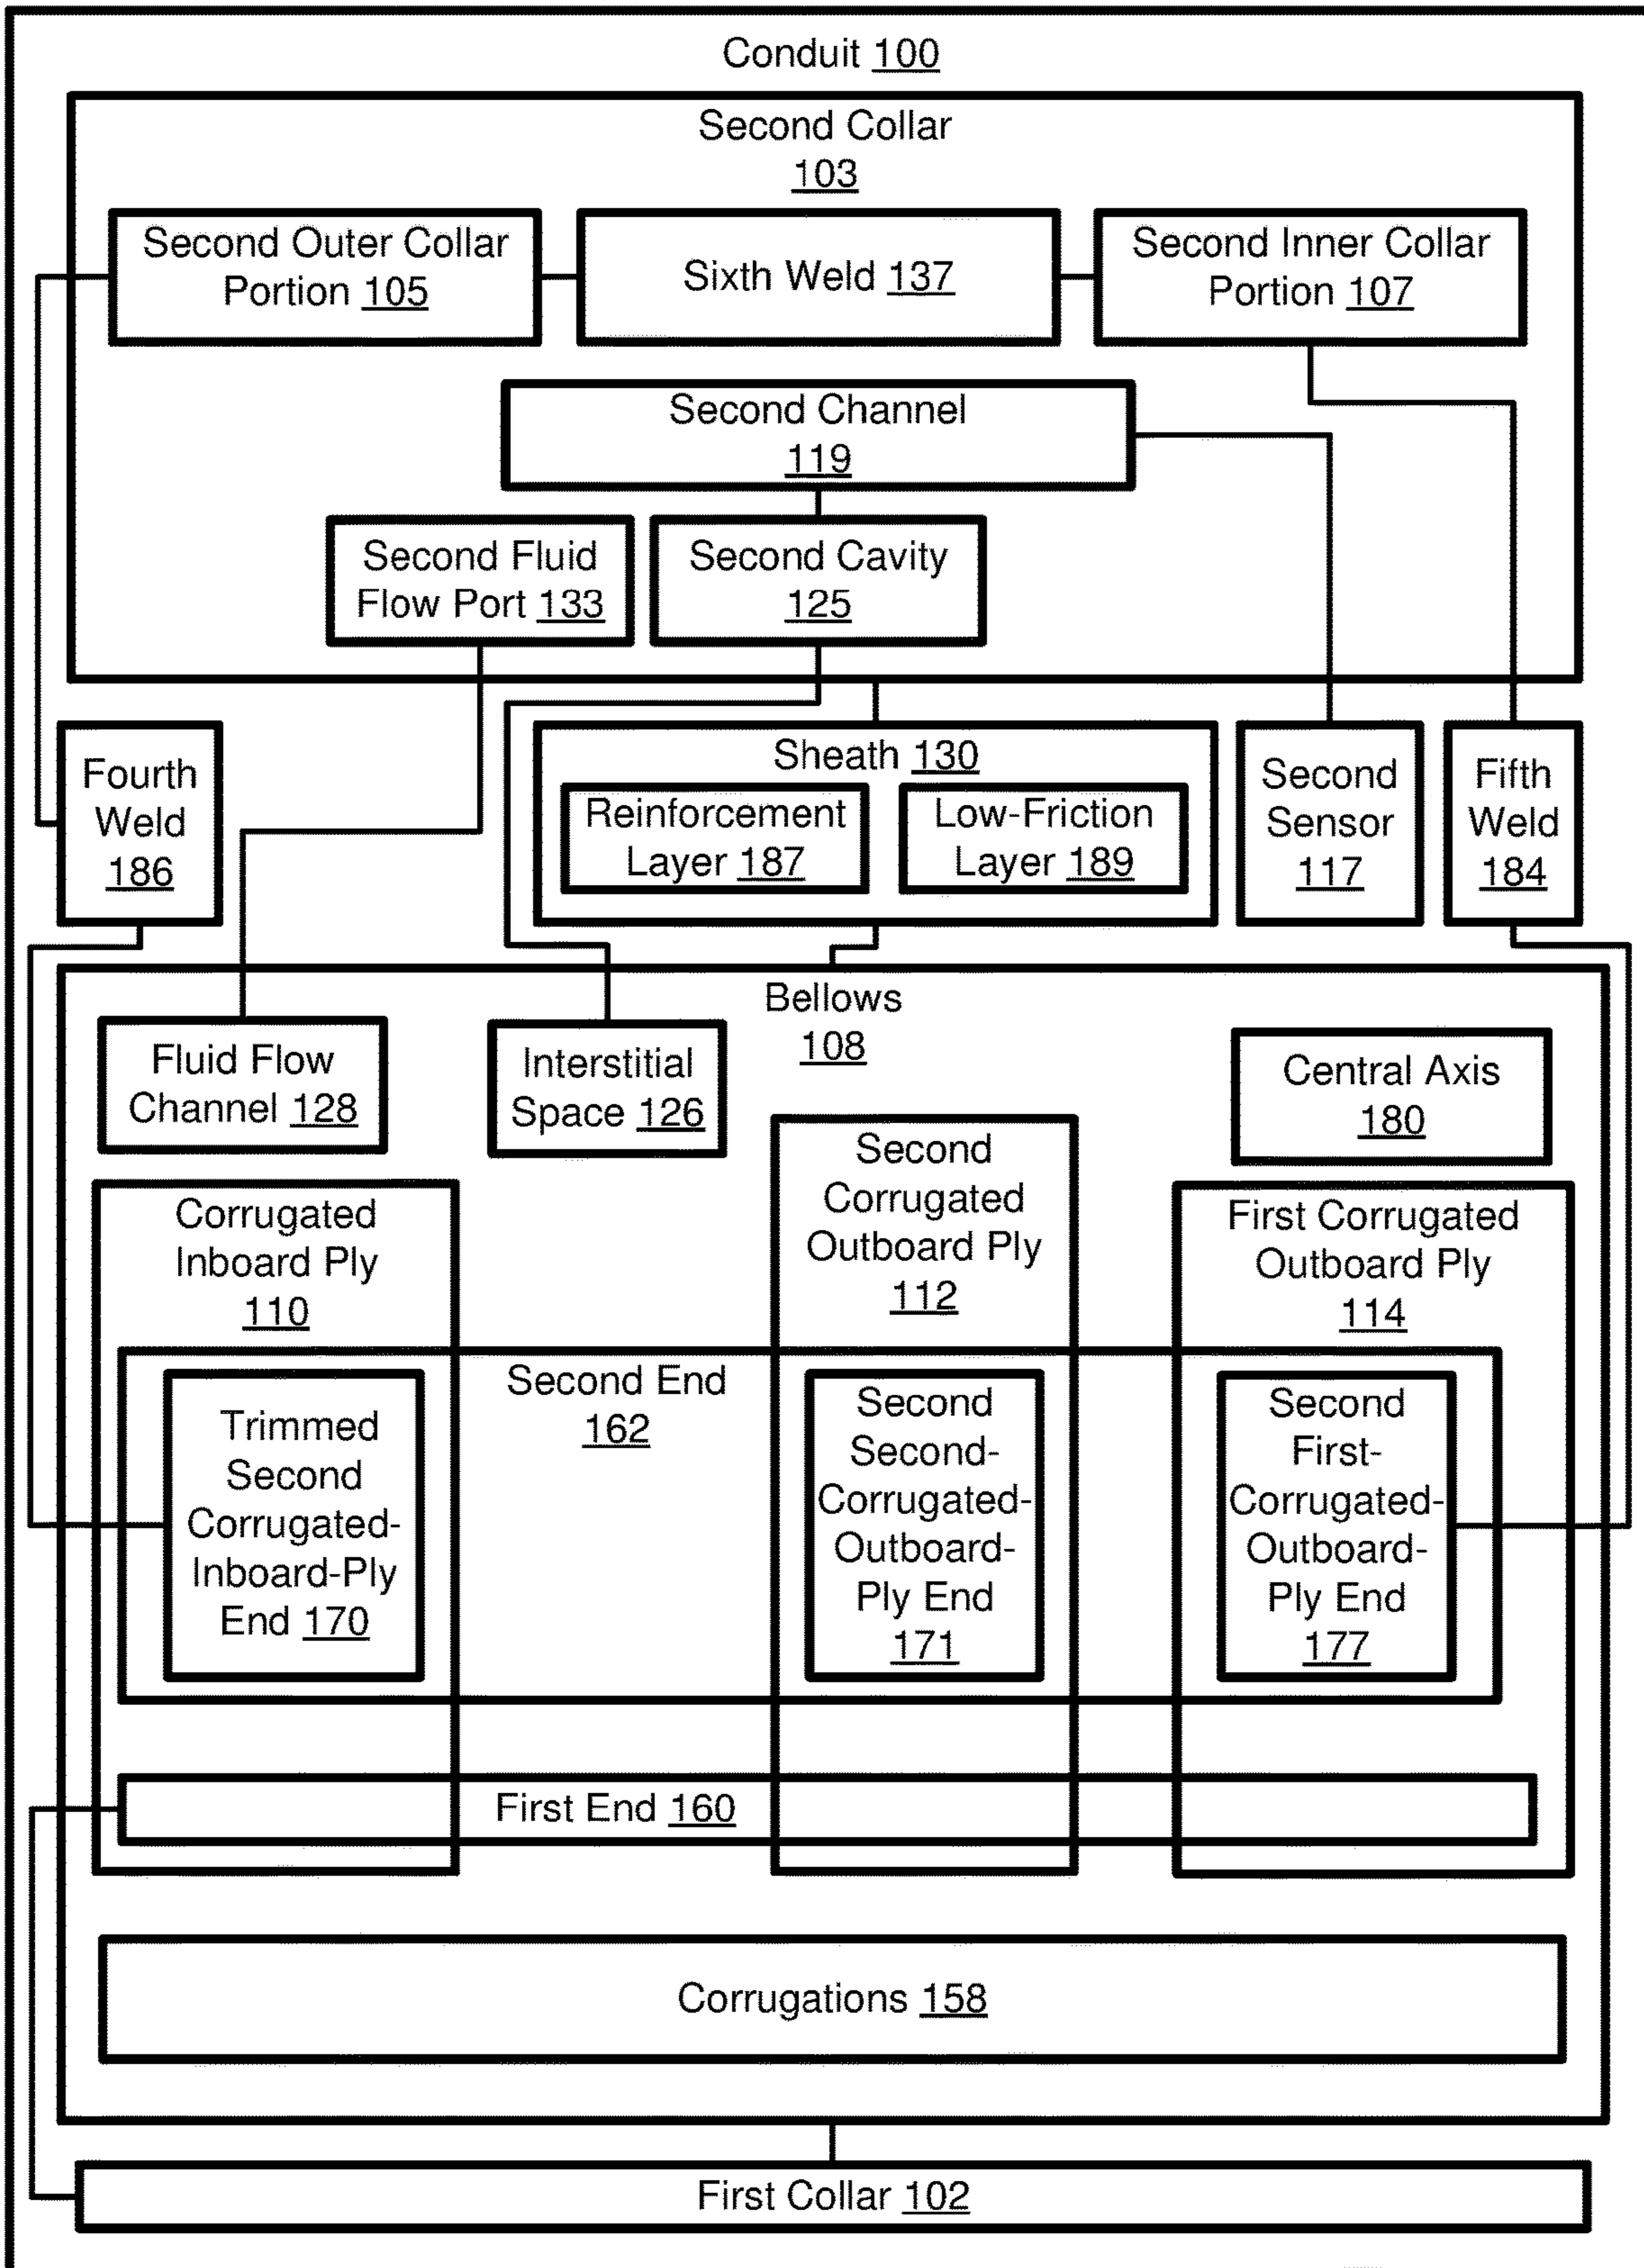 Conduit 100
Second Collar
103
Second Outer Collar
Portion 105
Sixth Weld 137
Second Inner Collar
Portion 107
Second Channel
119
Second Fluid
Flow Port 133
Second Cavity
125
Fourth
Weld
186
Sheath 130
Reinforcement
Layer 187
Low-Friction
Layer 189
Second
Sensor
117
Fifth
Weld
184
Bellows
108
Fluid Flow
Channel 128
Interstitial
Space 126
Central Axis
180
Corrugated
Inboard Ply
110
Second
Corrugated
Outboard Ply
112
First Corrugated
Outboard Ply
114
Second End
162
Trimmed
Second
Corrugated-
Inboard-Ply
End 170
Second
Second-
Corrugated-
Outboard-
Ply End
171
Second
First-
Corrugated-
Outboard-
Ply End
177
First End 160
Corrugations 158
First Collar 102